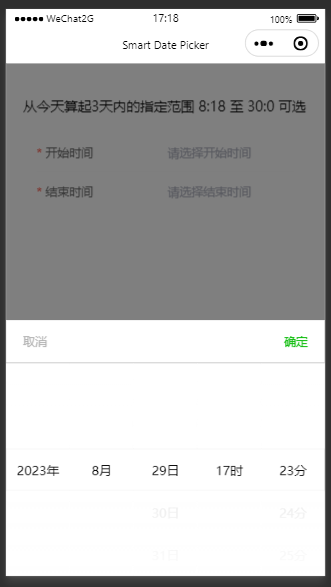 WeChat2G 17:18 100%
Smart Date Picker
从今天算起3天内的指定范围 8:18 至 30:0 可选
* 开始时间 请选择开始时间
* 结束时间 请选择结束时间
取消 确定
2023年 8月 29日 17时 23分
30日 24分
31日 25分